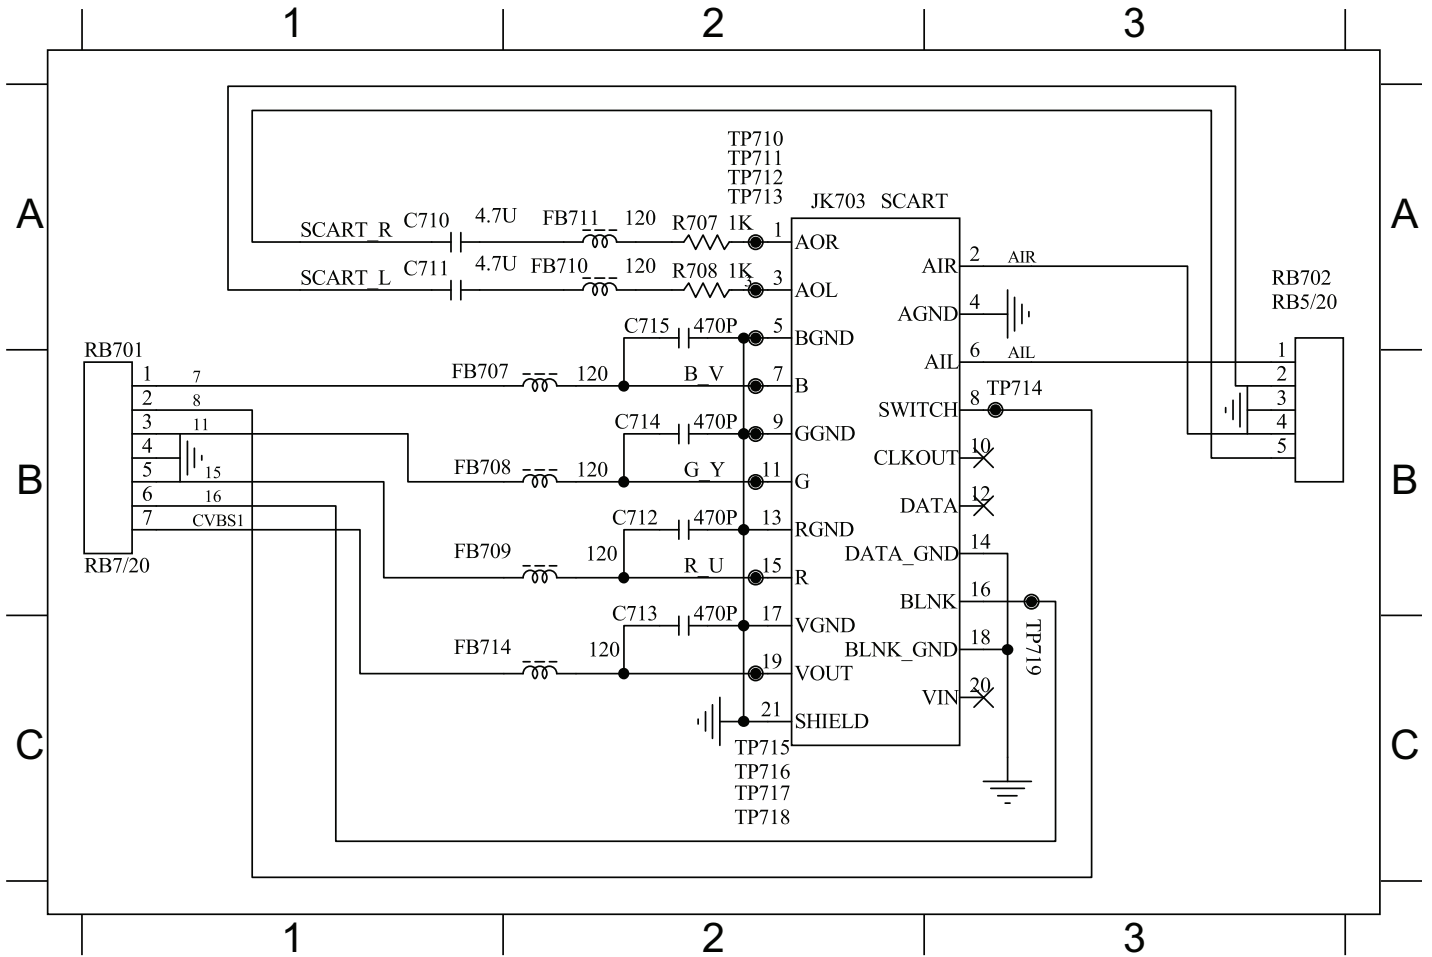 1 2 3
A A
B B
C C
1 2 3
TP710
TP711
TP712
TP713
JK703 SCART
SCART_R C710 4.7U FB711 120 R707 1K 1 AOR
SCART_L C711 4.7U FB710 120 R708 1K 3 3 AOL
C715 470P 5 BGND
FB707 120 B_V 7 B
C714 470P 9 GGND
FB708 120 G_Y 11 G
C712 470P 13 RGND
FB709 120 R_U 15 R
C713 470P 17 VGND
FB714 120 19 VOUT
21 SHIELD
TP715
TP716
TP717
TP718
AIR 2 AIR
AGND 4
AIL 6 AIL
SWITCH 8 TP714
CLKOUT 10
DATA 12
DATA_GND 14
BLNK 16
TP719
BLNK_GND 18
VIN 20
RB701
1 7
2 8
3 11
4
5 15
6 16
7 CVBS1
RB7/20
RB702
RB5/20
1
2
3
4
5